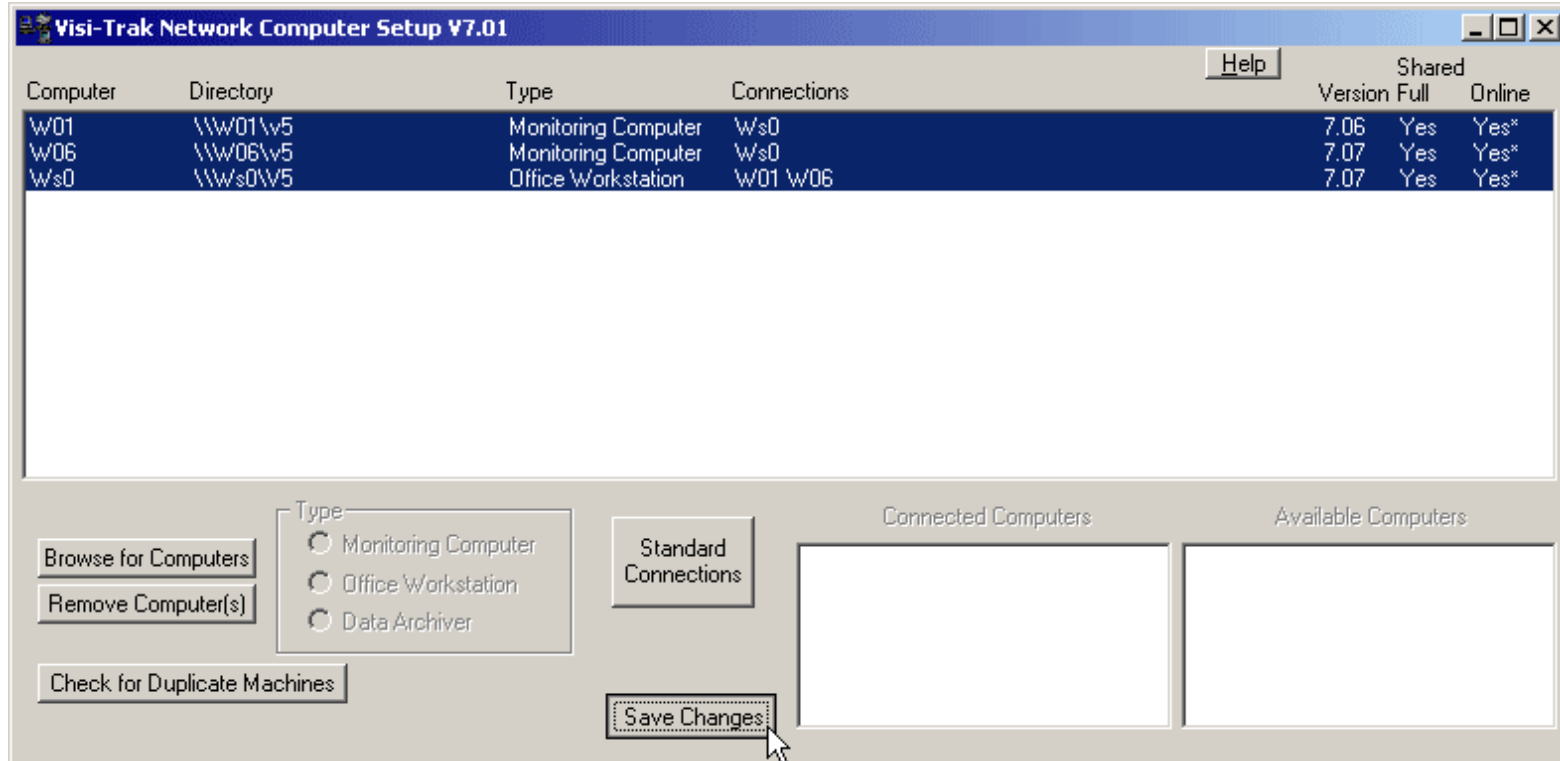 Visi-Trak Network Computer Setup V7.01
Help
Shared
Computer Directory Type Connections Version Full Online
W01 \\W01\v5 Monitoring Computer Ws0 7.06 Yes Yes*
W06 \\W06\v5 Monitoring Computer Ws0 7.07 Yes Yes*
Ws0 \\Ws0\V5 Office Workstation W01 W06 7.07 Yes Yes*
Type
Monitoring Computer
Office Workstation
Data Archiver
Browse for Computers
Remove Computer(s)
Check for Duplicate Machines
Standard
Connections
Save Changes
Connected Computers
Available Computers